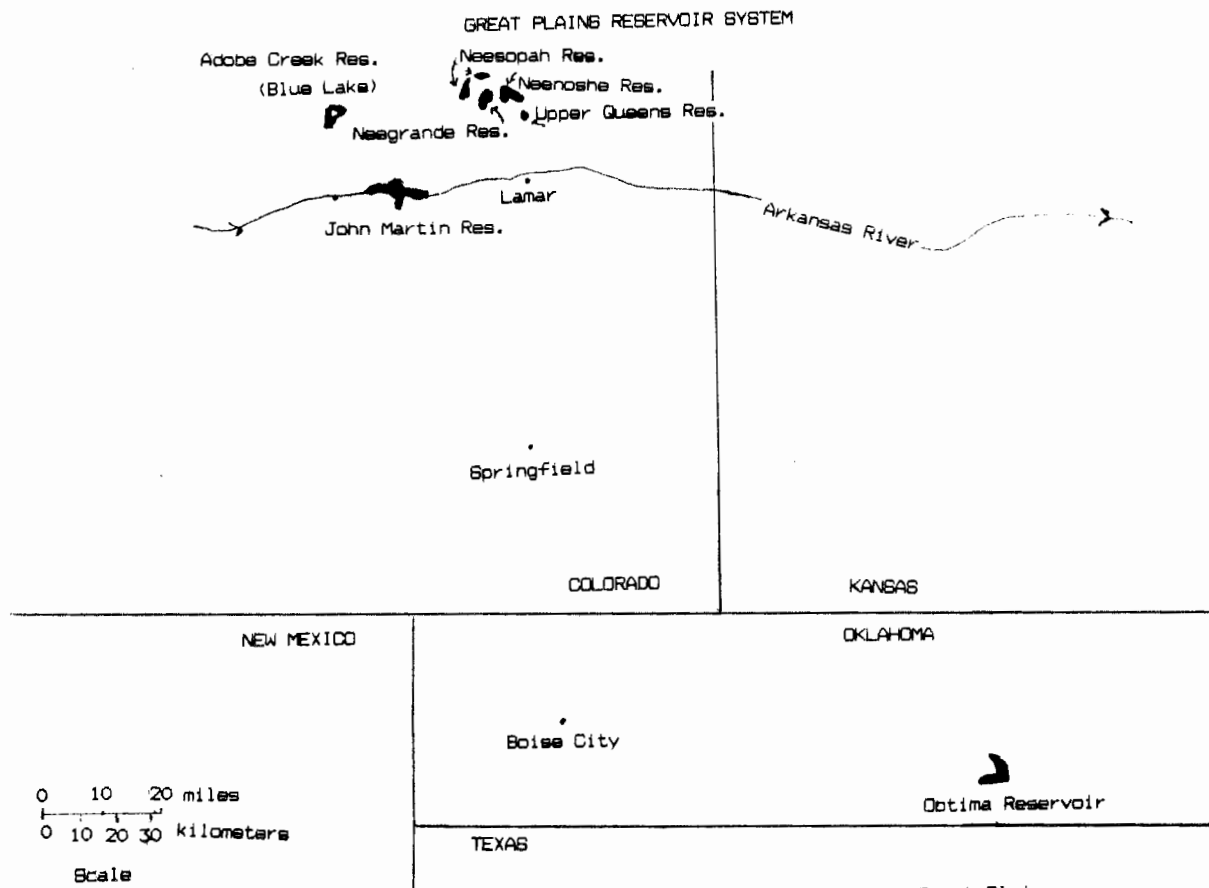 GREAT PLAINS RESERVOIR SYSTEM
Adobe Creek Res.
(Blue Lake)
Neesopah Res.
Neenoshe Res.
Upper Queens Res.
Neegrande Res.
Lamar
John Martin Res.
Arkansas River
Springfield
COLORADO
KANSAS
NEW MEXICO
OKLAHOMA
Boise City
Optima Reservoir
0 10 20 miles
0 10 20 30 kilometers
Scale
TEXAS